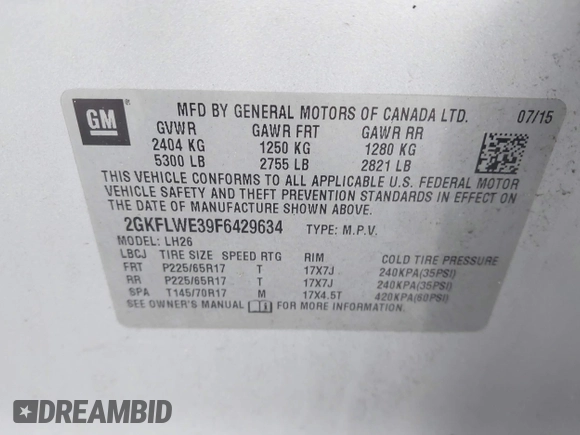 GM
MFD BY GENERAL MOTORS OF CANADA LTD. 07/15
GVWR GAWR FRT GAWR RR
2404 KG 1250 KG 1280 KG
5300 LB 2755 LB 2821 LB
THIS VEHICLE CONFORMS TO ALL APPLICABLE U.S. FEDERAL MOTOR
VEHICLE SAFETY AND THEFT PREVENTION STANDARDS IN EFFECT ON
THE DATE OF MANUFACTURE SHOWN ABOVE.
2GKFLWE39F6429634 TYPE: M.P.V.
MODEL: LH26
LBCJ TIRE SIZE SPEED RTG RIM COLD TIRE PRESSURE
FRT P225/65R17 T 17X7J 240KPA(35PSI)
RR P225/65R17 T 17X7J 240KPA(35PSI)
SPA T145/70R17 M 17X4.5T 420KPA(60PSI)
SEE OWNER'S MANUAL i FOR MORE INFORMATION.
DREAMBID